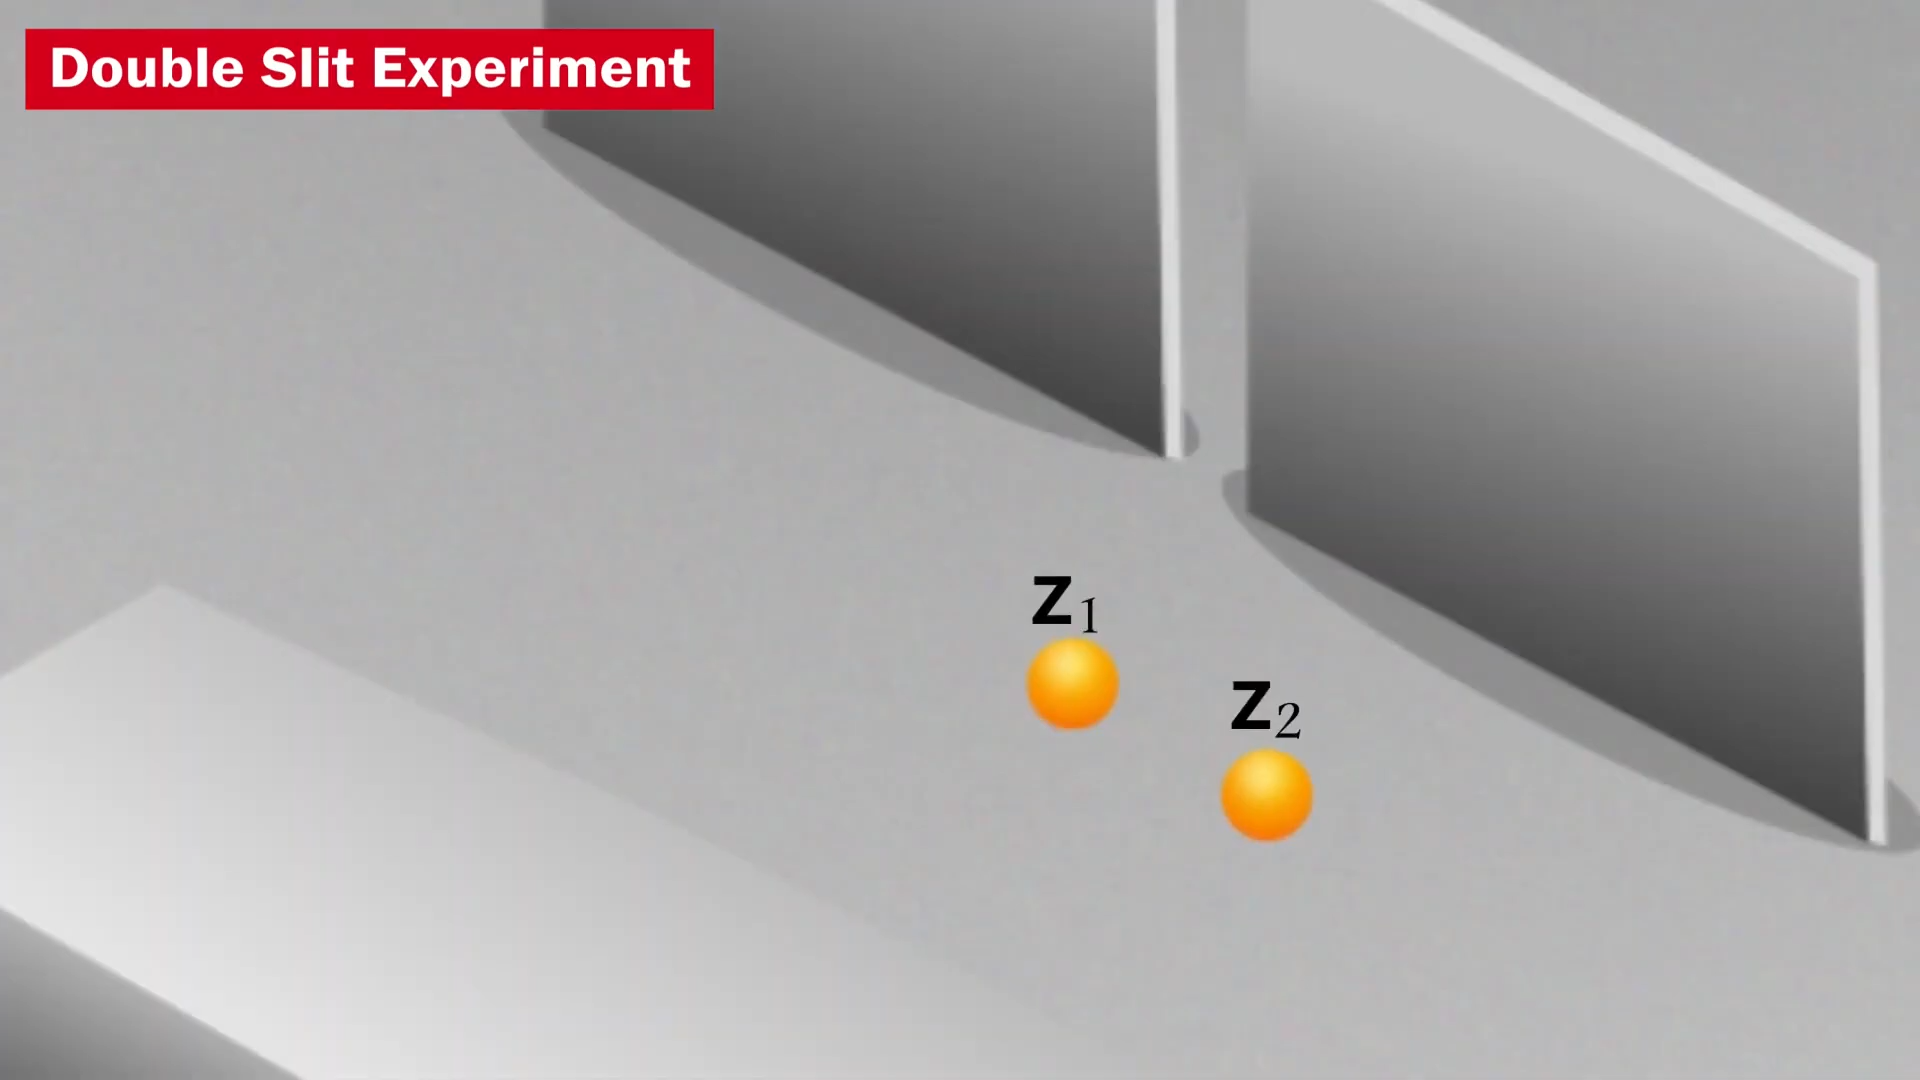 Double Slit Experiment
Z₁
Z₂